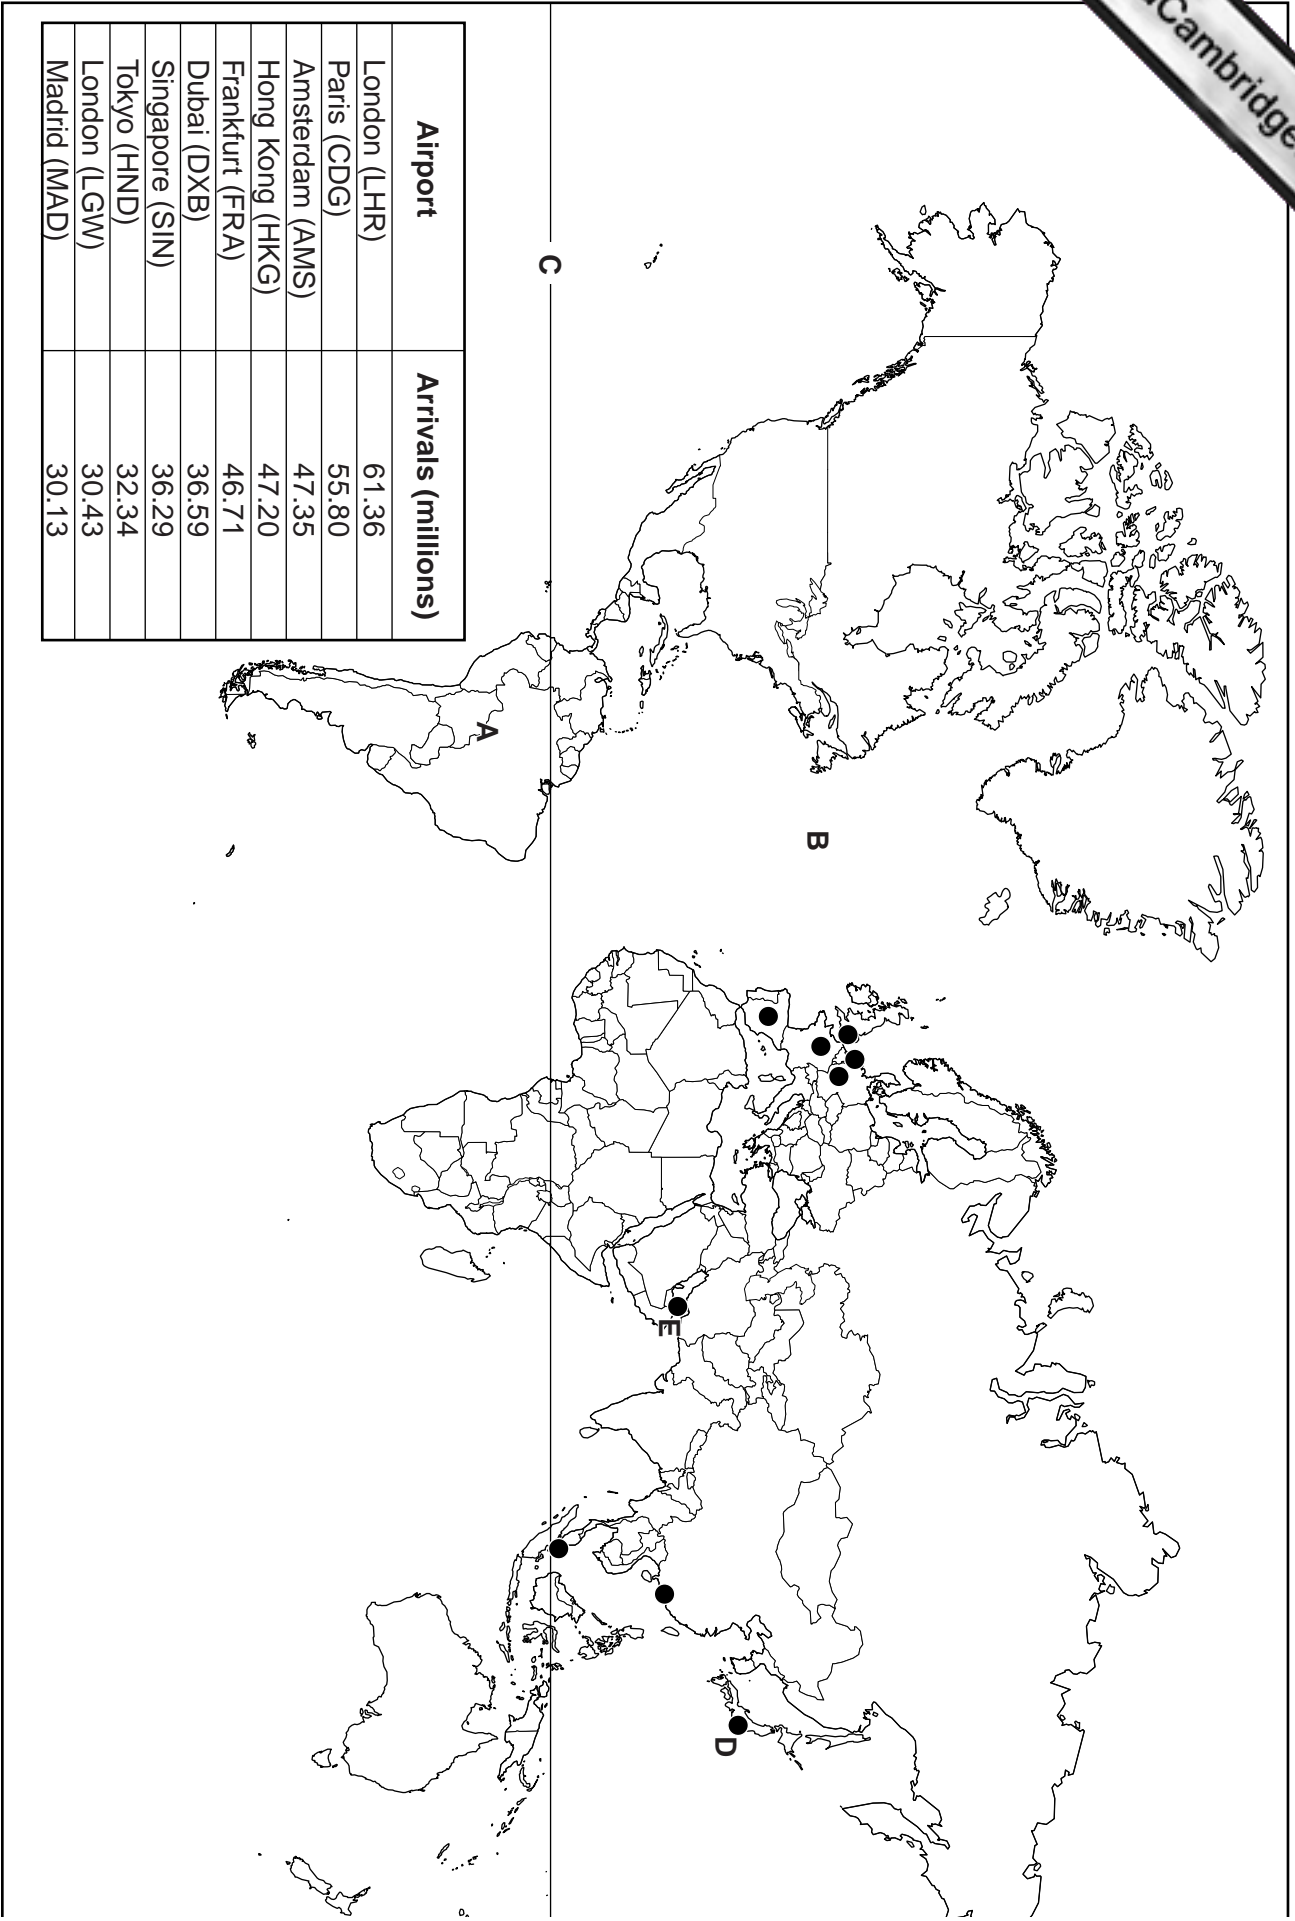 Cambridge
C
A
B
E
D
Airport Arrivals (millions)
London (LHR) 61.36
Paris (CDG) 55.80
Amsterdam (AMS) 47.35
Hong Kong (HKG) 47.20
Frankfurt (FRA) 46.71
Dubai (DXB) 36.59
Singapore (SIN) 36.29
Tokyo (HND) 32.34
London (LGW) 30.43
Madrid (MAD) 30.13